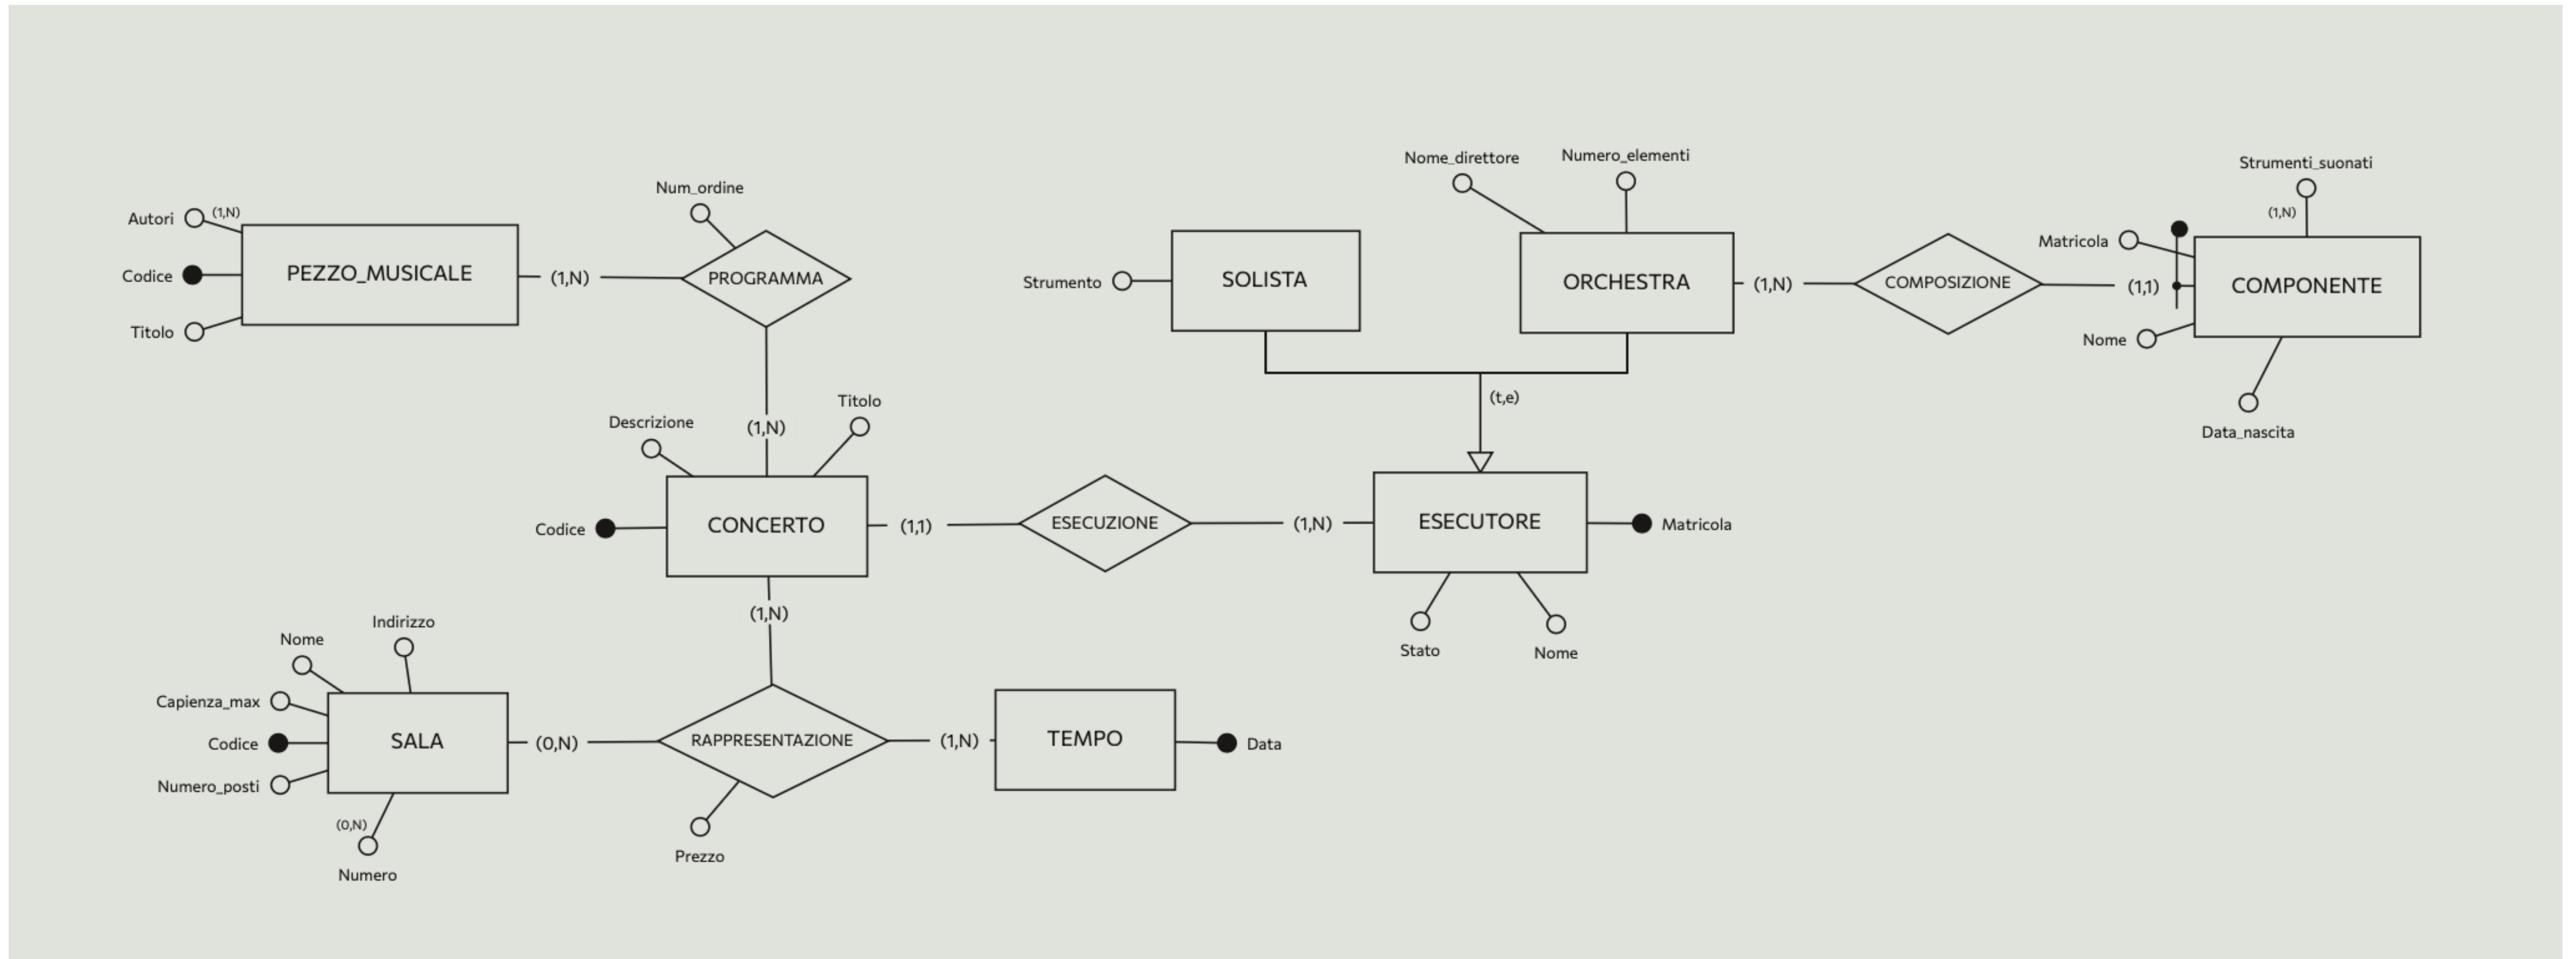 Nome_direttore
Numero_elementi
Strumenti_suonati
Num_ordine
Autori
(1,N)
(1,N)
Matricola
Codice
PEZZO_MUSICALE
(1,N)
PROGRAMMA
Strumento
SOLISTA
ORCHESTRA
(1,N)
COMPOSIZIONE
(1,1)
COMPONENTE
Titolo
Nome
Data_nascita
(t,e)
Descrizione
Titolo
(1,N)
Codice
CONCERTO
(1,1)
ESECUZIONE
(1,N)
ESECUTORE
Matricola
Stato
Nome
(1,N)
Nome
Indirizzo
Capienza_max
Codice
SALA
(0,N)
RAPPRESENTAZIONE
(1,N)
TEMPO
Data
Numero_posti
(0,N)
Numero
Prezzo